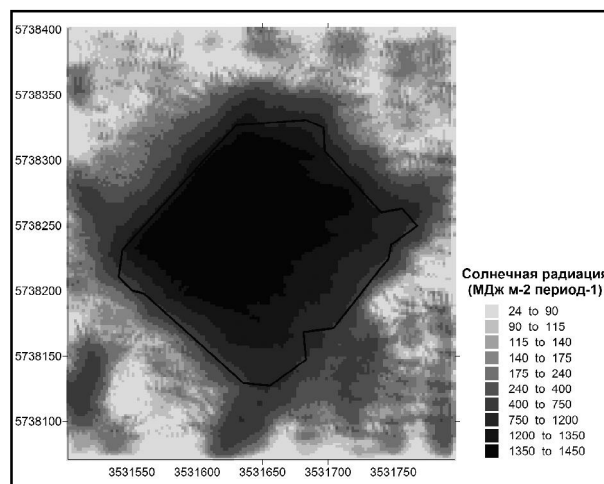 5738400
5738350
5738300
5738250
5738200
5738150
5738100
3531550 3531600 3531650 3531700 3531750
Солнечная радиация
(МДж м-2 период-1)
24 to 90
90 to 115
115 to 140
140 to 175
175 to 240
240 to 400
400 to 750
750 to 1200
1200 to 1350
1350 to 1450